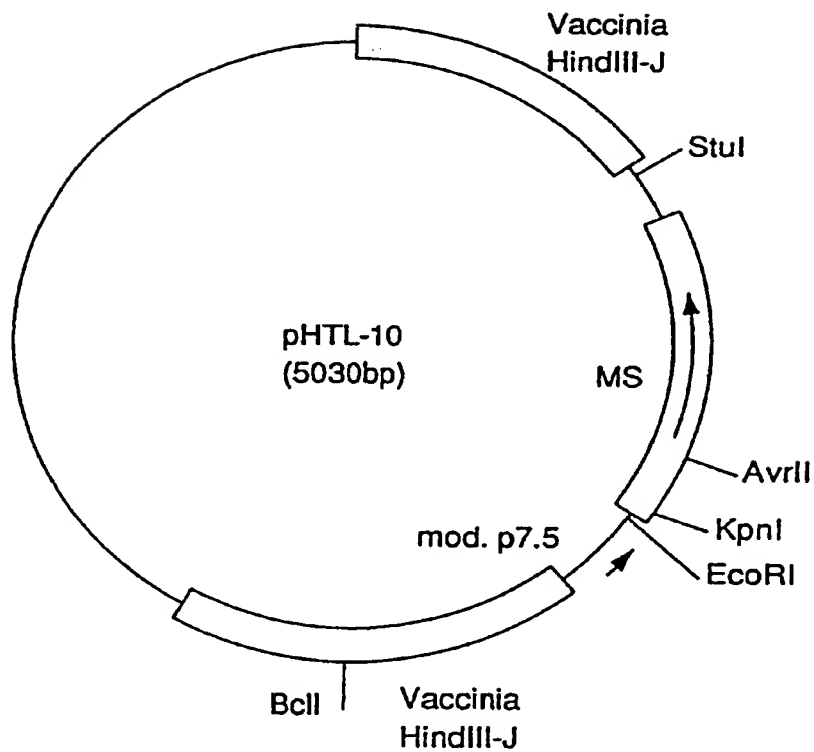 Vaccinia
HindIII-J
StuI
pHTL-10
(5030bp)
MS
AvrII
KpnI
mod. p7.5
EcoRI
BclI
Vaccinia
HindIII-J